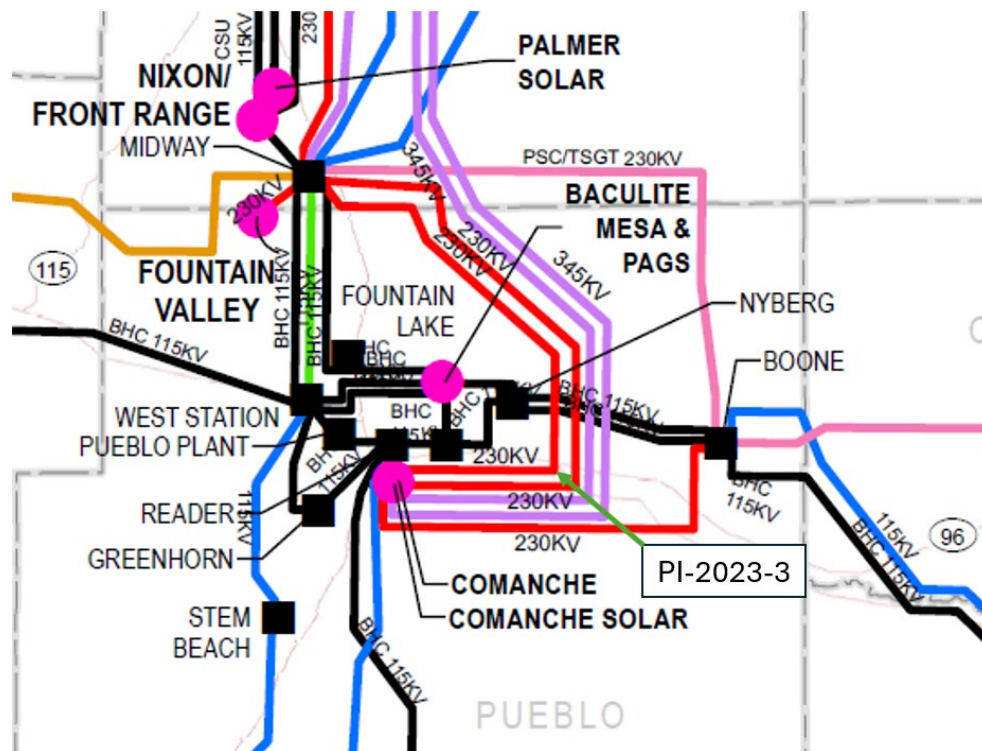 CSU
115KV
230
PALMER
SOLAR
NIXON/
FRONT RANGE
MIDWAY
345KV
PSC/TSGT 230KV
230KV
BACULITE
MESA &
PAGS
230KV
230KV
345KV
115
FOUNTAIN
VALLEY
BHC 115KV
BHC 115KV
FOUNTAIN
LAKE
NYBERG
BHC 115KV
BHC
BHC
BOONE
WEST STATION
PUEBLO PLANT
BHC
BHC 115KV
230KV
115KV
READER
GREENHORN
115KV
230KV
BHC
115KV
230KV
115KV
BHC 115KV
96
PI-2023-3
COMANCHE
COMANCHE SOLAR
STEM
BEACH
BHC 115KV
PUEBLO